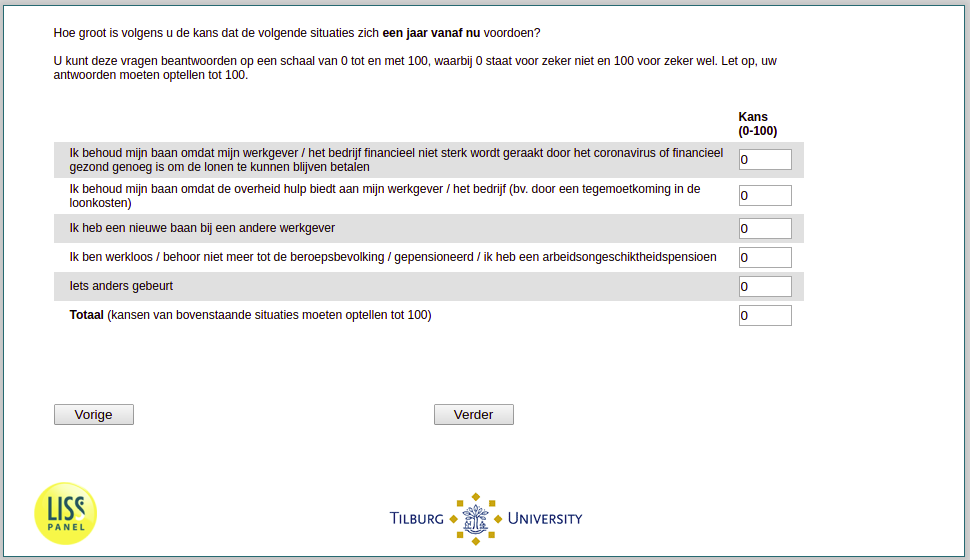 Hoe groot is volgens u de kans dat de volgende situaties zich een jaar vanaf nu voordoen?
U kunt deze vragen beantwoorden op een schaal van 0 tot en met 100, waarbij 0 staat voor zeker niet en 100 voor zeker wel. Let op, uw
antwoorden moeten optellen tot 100.
Kans
(0-100)
Ik behoud mijn baan omdat mijn werkgever / het bedrijf financieel niet sterk wordt geraakt door het coronavirus of financieel
gezond genoeg is om de lonen te kunnen blijven betalen
0
Ik behoud mijn baan omdat de overheid hulp biedt aan mijn werkgever / het bedrijf (bv. door een tegemoetkoming in de
loonkosten)
0
Ik heb een nieuwe baan bij een andere werkgever 0
Ik ben werkloos / behoor niet meer tot de beroepsbevolking / gepensioneerd / ik heb een arbeidsongeschiktheidspensioen 0
Iets anders gebeurt 0
Totaal (kansen van bovenstaande situaties moeten optellen tot 100) 0
Vorige Verder
LISS
PANEL
TILBURG UNIVERSITY